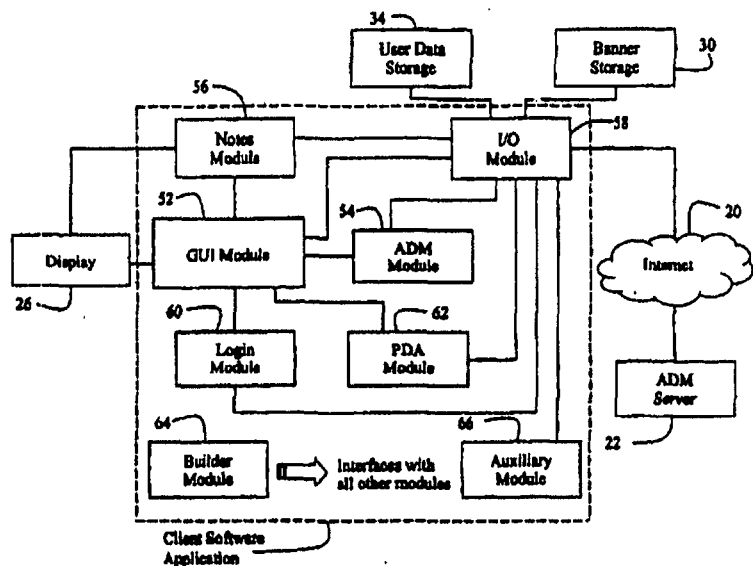 34
User Data
Storage
Banner
Storage
30
56
Notes
Module
I/O
Module
58
52
GUI Module
54
ADM
Module
20
Internet
Display
26
60
Login
Module
62
PDA
Module
ADM
Server
22
64
Builder
Module
Interfaces with
all other modules
66
Auxiliary
Module
Client Software
Application